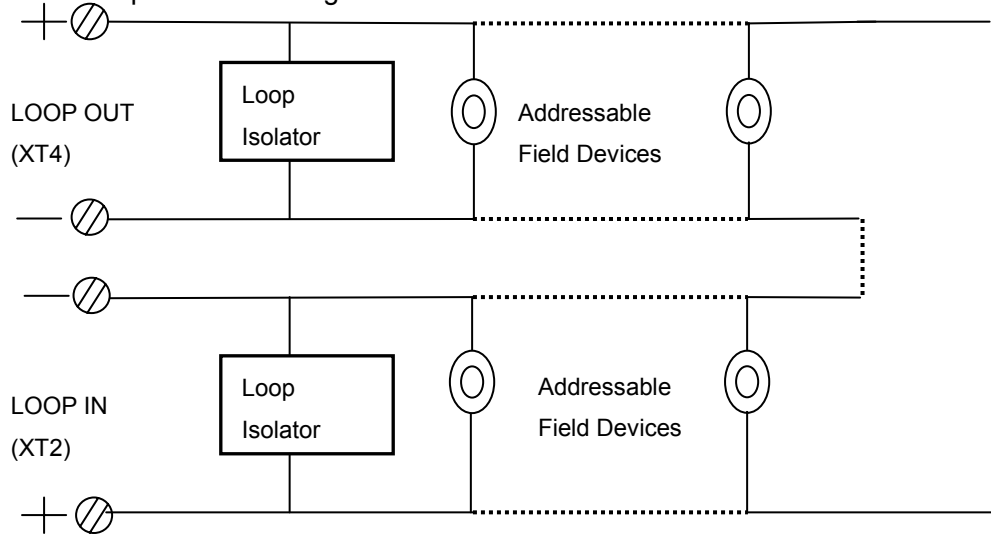 LOOP OUT
(XT4)
Loop
Isolator
Addressable
Field Devices
LOOP IN
(XT2)
Loop
Isolator
Addressable
Field Devices